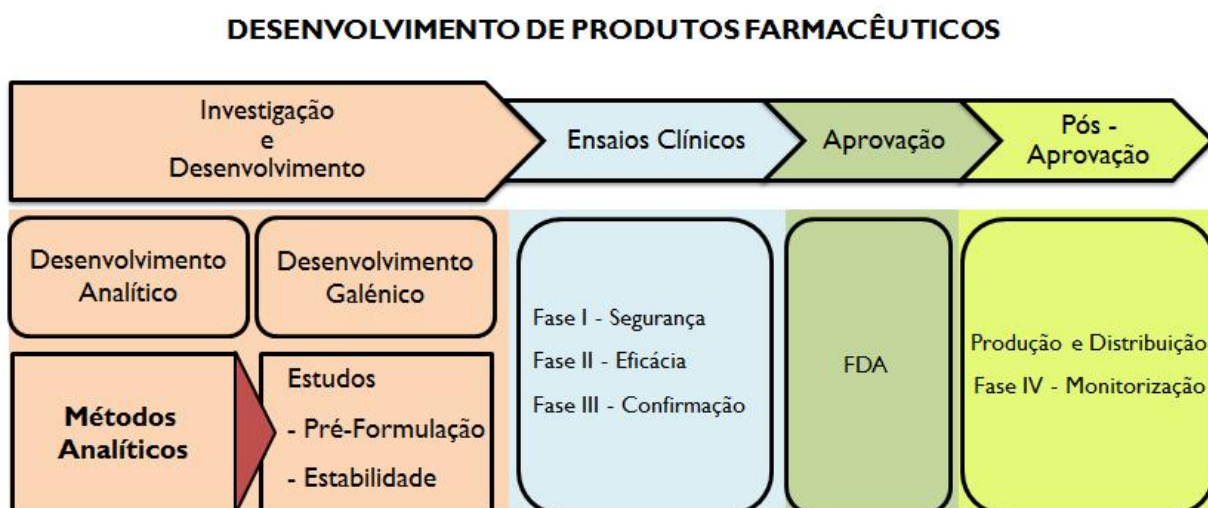 DESENVOLVIMENTO DE PRODUTOS FARMACÊUTICOS
Investigação
e
Desenvolvimento
Ensaios Clínicos
Aprovação
Pós -
Aprovação
Desenvolvimento
Analítico
Desenvolvimento
Galénico
Métodos
Analíticos
Estudos
- Pré-Formulação
- Estabilidade
Fase I - Segurança
Fase II - Eficácia
Fase III - Confirmação
FDA
Produção e Distribuição
Fase IV - Monitorização